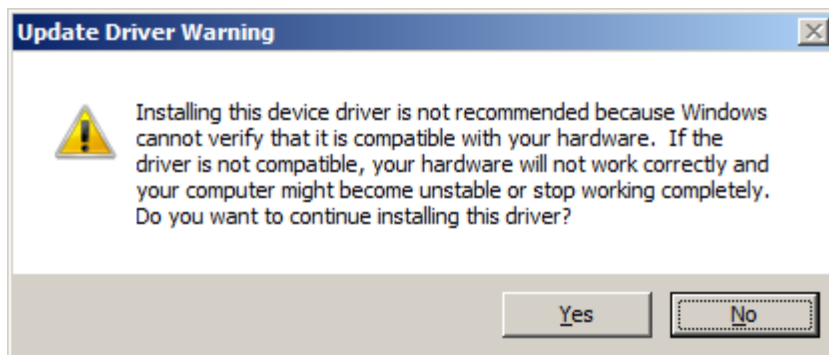 Update Driver Warning
Installing this device driver is not recommended because Windows
cannot verify that it is compatible with your hardware.  If the
driver is not compatible, your hardware will not work correctly and
your computer might become unstable or stop working completely.
Do you want to continue installing this driver?
Yes
No